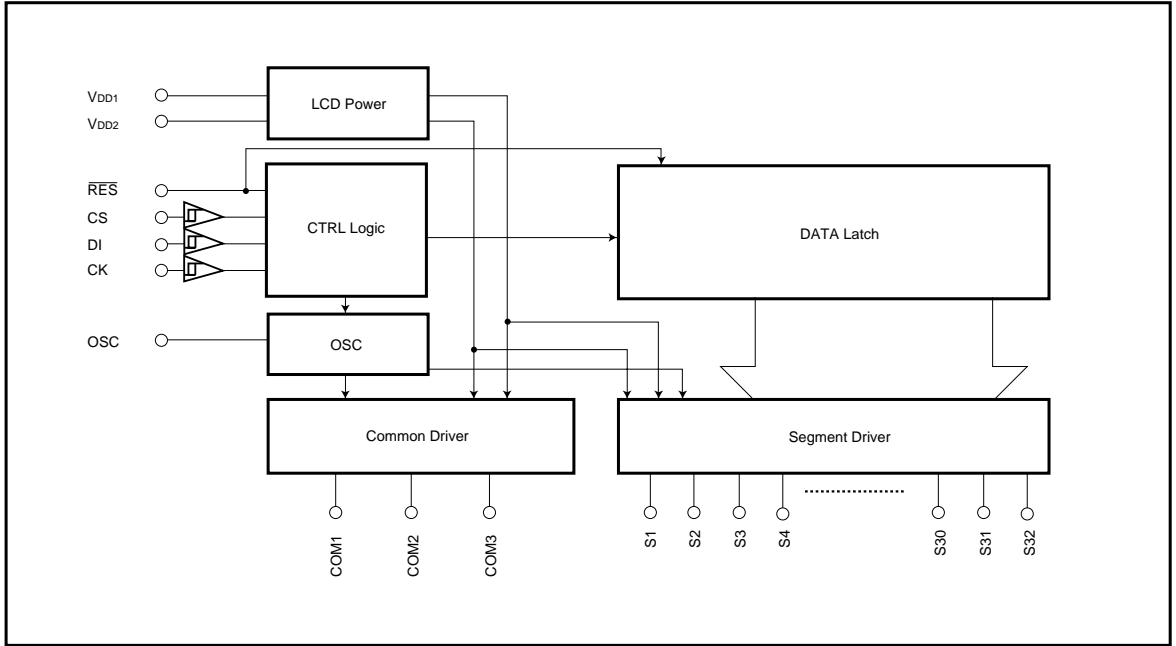 VDD1
VDD2
LCD Power
RES
CS
DI
CK
CTRL Logic
DATA Latch
OSC
OSC
Common Driver
Segment Driver
COM1
COM2
COM3
S1
S2
S3
S4
S30
S31
S32